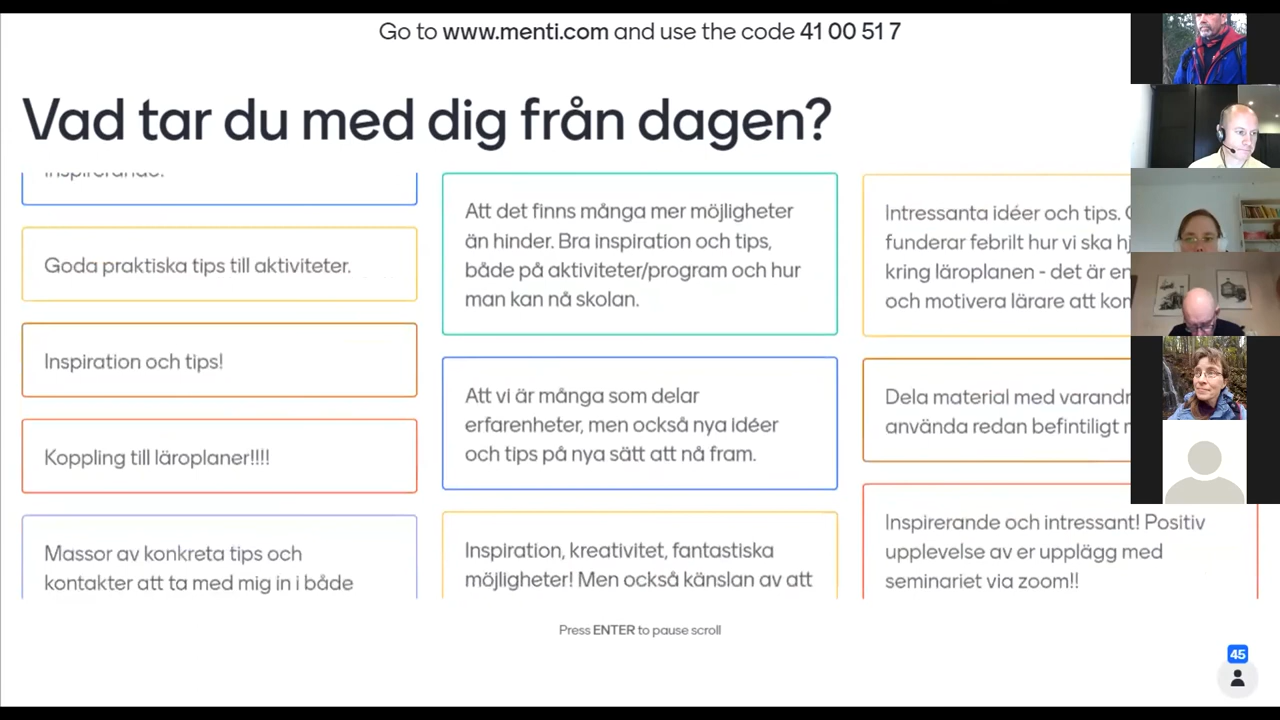 Go to www.menti.com and use the code 41 00 51 7
Vad tar du med dig från dagen?
Inspirerande!
Goda praktiska tips till aktiviteter.
Inspiration och tips!
Koppling till läroplaner!!!!
Massor av konkreta tips och
kontakter att ta med mig in i både
Att det finns många mer möjligheter
än hinder. Bra inspiration och tips,
både på aktiviteter/program och hur
man kan nå skolan.
Att vi är många som delar
erfarenheter, men också nya idéer
och tips på nya sätt att nå fram.
Inspiration, kreativitet, fantastiska
möjligheter! Men också känslan av att
Intressanta idéer och tips.
funderar febrilt hur vi ska
kring läroplanen - det är
och motivera lärare att
Dela material med
använda redan befintiligt
Inspirerande och intressant! Positiv
upplevelse av er upplägg med
seminariet via zoom!!
Press ENTER to pause scroll
45